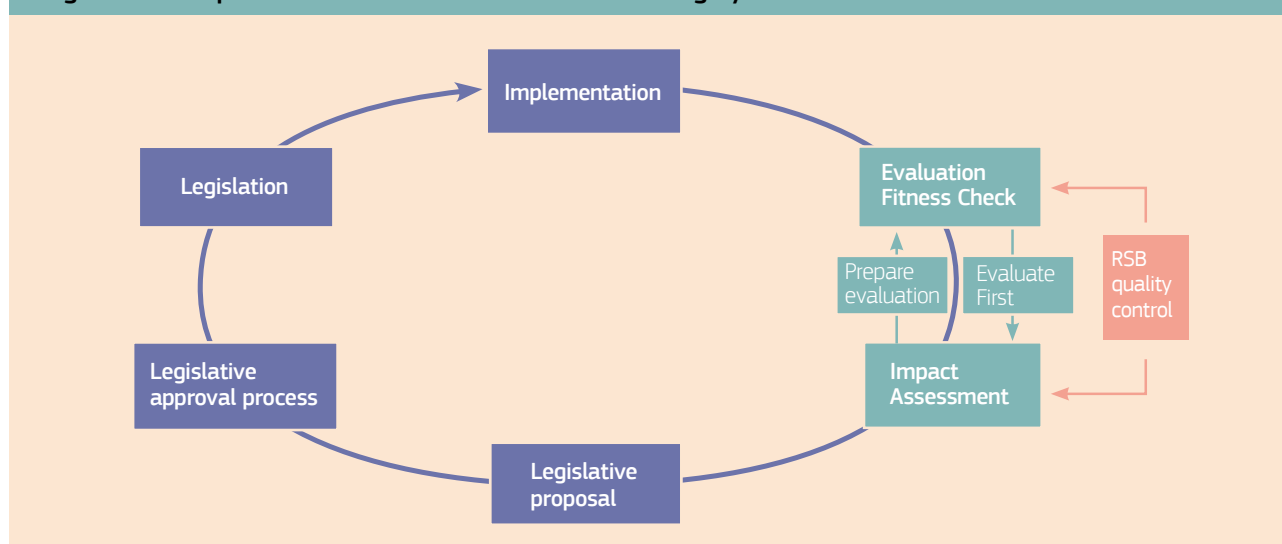 Implementation
Legislation
Evaluation
Fitness Check
Prepare
evaluation
Evaluate
First
RSB
quality
control
Legislative
approval process
Impact
Assessment
Legislative
proposal